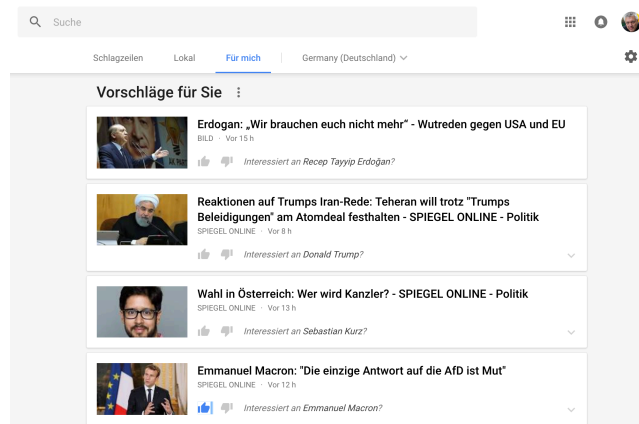 Suche
Schlagzeilen Lokal Für mich Germany (Deutschland)
Vorschläge für Sie
Erdogan: „Wir brauchen euch nicht mehr“ - Wutreden gegen USA und EU
BILD · Vor 15 h
Interessiert an Recep Tayyip Erdoğan?
Reaktionen auf Trumps Iran-Rede: Teheran will trotz "Trumps
Beleidigungen" am Atomdeal festhalten - SPIEGEL ONLINE - Politik
SPIEGEL ONLINE · Vor 8 h
Interessiert an Donald Trump?
Wahl in Österreich: Wer wird Kanzler? - SPIEGEL ONLINE - Politik
SPIEGEL ONLINE · Vor 13 h
Interessiert an Sebastian Kurz?
Emmanuel Macron: "Die einzige Antwort auf die AfD ist Mut"
SPIEGEL ONLINE · Vor 12 h
Interessiert an Emmanuel Macron?